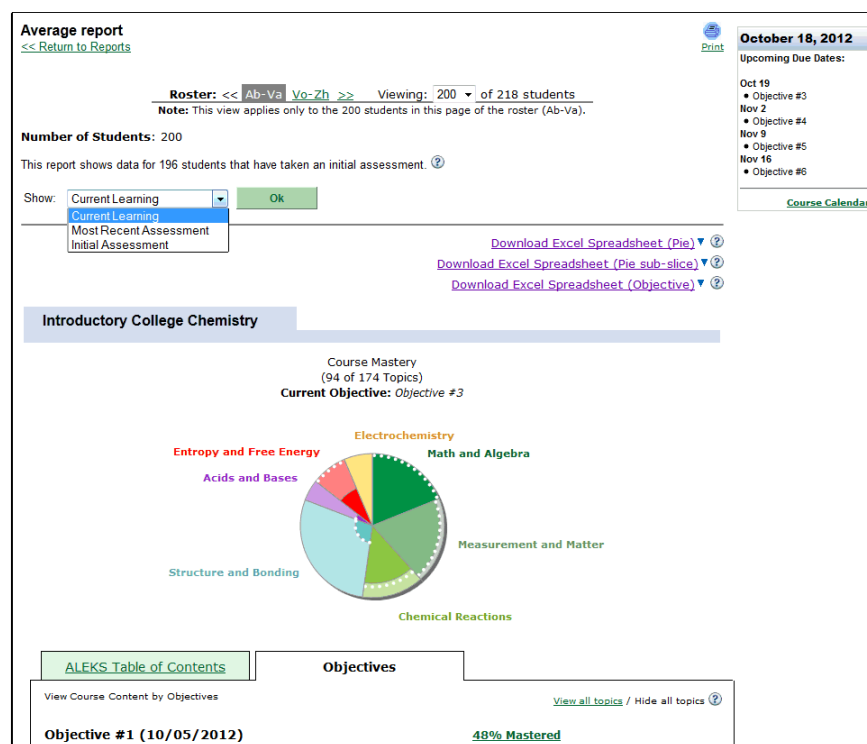 Average report
<< Return to Reports
Print
Roster: << Ab-Va Vo-Zh >> Viewing: 200 of 218 students
Note: This view applies only to the 200 students in this page of the roster (Ab-Va).
Number of Students: 200
This report shows data for 196 students that have taken an initial assessment. ?
Show: Current Learning Ok
Current Learning
Most Recent Assessment
Initial Assessment
Download Excel Spreadsheet (Pie) ?
Download Excel Spreadsheet (Pie sub-slice) ?
Download Excel Spreadsheet (Objective) ?
October 18, 2012
Upcoming Due Dates:
Oct 19
• Objective #3
Nov 2
• Objective #4
Nov 9
• Objective #5
Nov 16
• Objective #6
Course Calendar
Introductory College Chemistry
Course Mastery
(94 of 174 Topics)
Current Objective: Objective #3
Electrochemistry
Entropy and Free Energy
Math and Algebra
Acids and Bases
Measurement and Matter
Structure and Bonding
Chemical Reactions
ALEKS Table of Contents
Objectives
View Course Content by Objectives
View all topics / Hide all topics ?
Objective #1 (10/05/2012)
48% Mastered